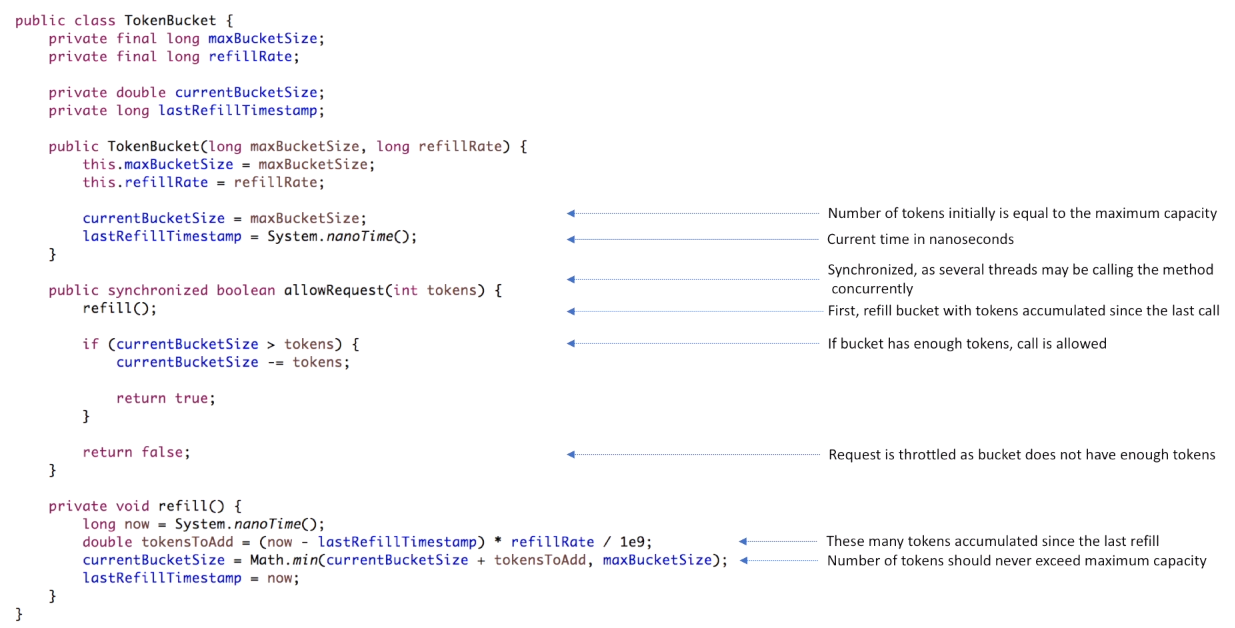 public class TokenBucket {
private final long maxBucketSize;
private final long refillRate;
private double currentBucketSize;
private long lastRefillTimestamp;
public TokenBucket(long maxBucketSize, long refillRate) {
this.maxBucketSize = maxBucketSize;
this.refillRate = refillRate;
currentBucketSize = maxBucketSize;
Number of tokens initially is equal to the maximum capacity
lastRefillTimestamp = System.nanoTime();
Current time in nanoseconds
}
Synchronized, as several threads may be calling the method
concurrently
public synchronized boolean allowRequest(int tokens) {
refill();
First, refill bucket with tokens accumulated since the last call
if (currentBucketSize > tokens) {
If bucket has enough tokens, call is allowed
currentBucketSize -= tokens;
return true;
}
return false;
Request is throttled as bucket does not have enough tokens
}
private void refill() {
long now = System.nanoTime();
double tokensToAdd = (now - lastRefillTimestamp) * refillRate / 1e9;
These many tokens accumulated since the last refill
currentBucketSize = Math.min(currentBucketSize + tokensToAdd, maxBucketSize);
Number of tokens should never exceed maximum capacity
lastRefillTimestamp = now;
}
}